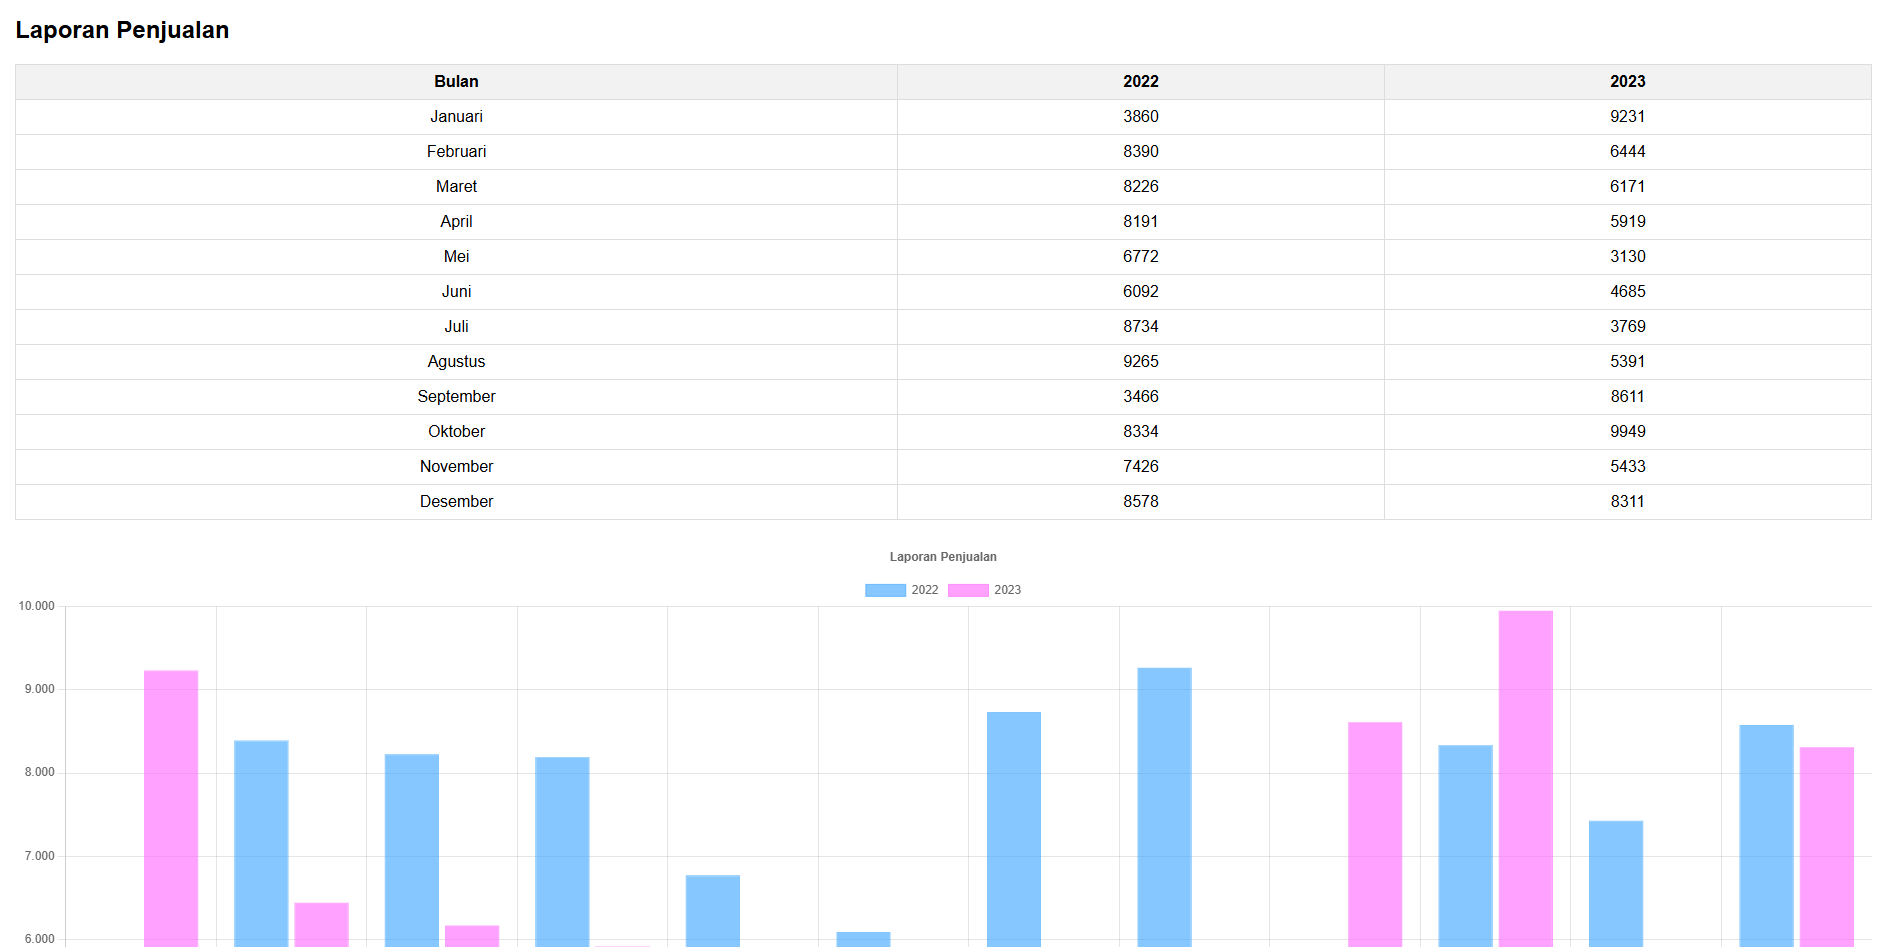 Laporan Penjualan
Bulan 2022 2023
Januari 3860 9231
Februari 8390 6444
Maret 8226 6171
April 8191 5919
Mei 6772 3130
Juni 6092 4685
Juli 8734 3769
Agustus 9265 5391
September 3466 8611
Oktober 8334 9949
November 7426 5433
Desember 8578 8311
Laporan Penjualan
2022 2023
10.000
9.000
8.000
7.000
6.000